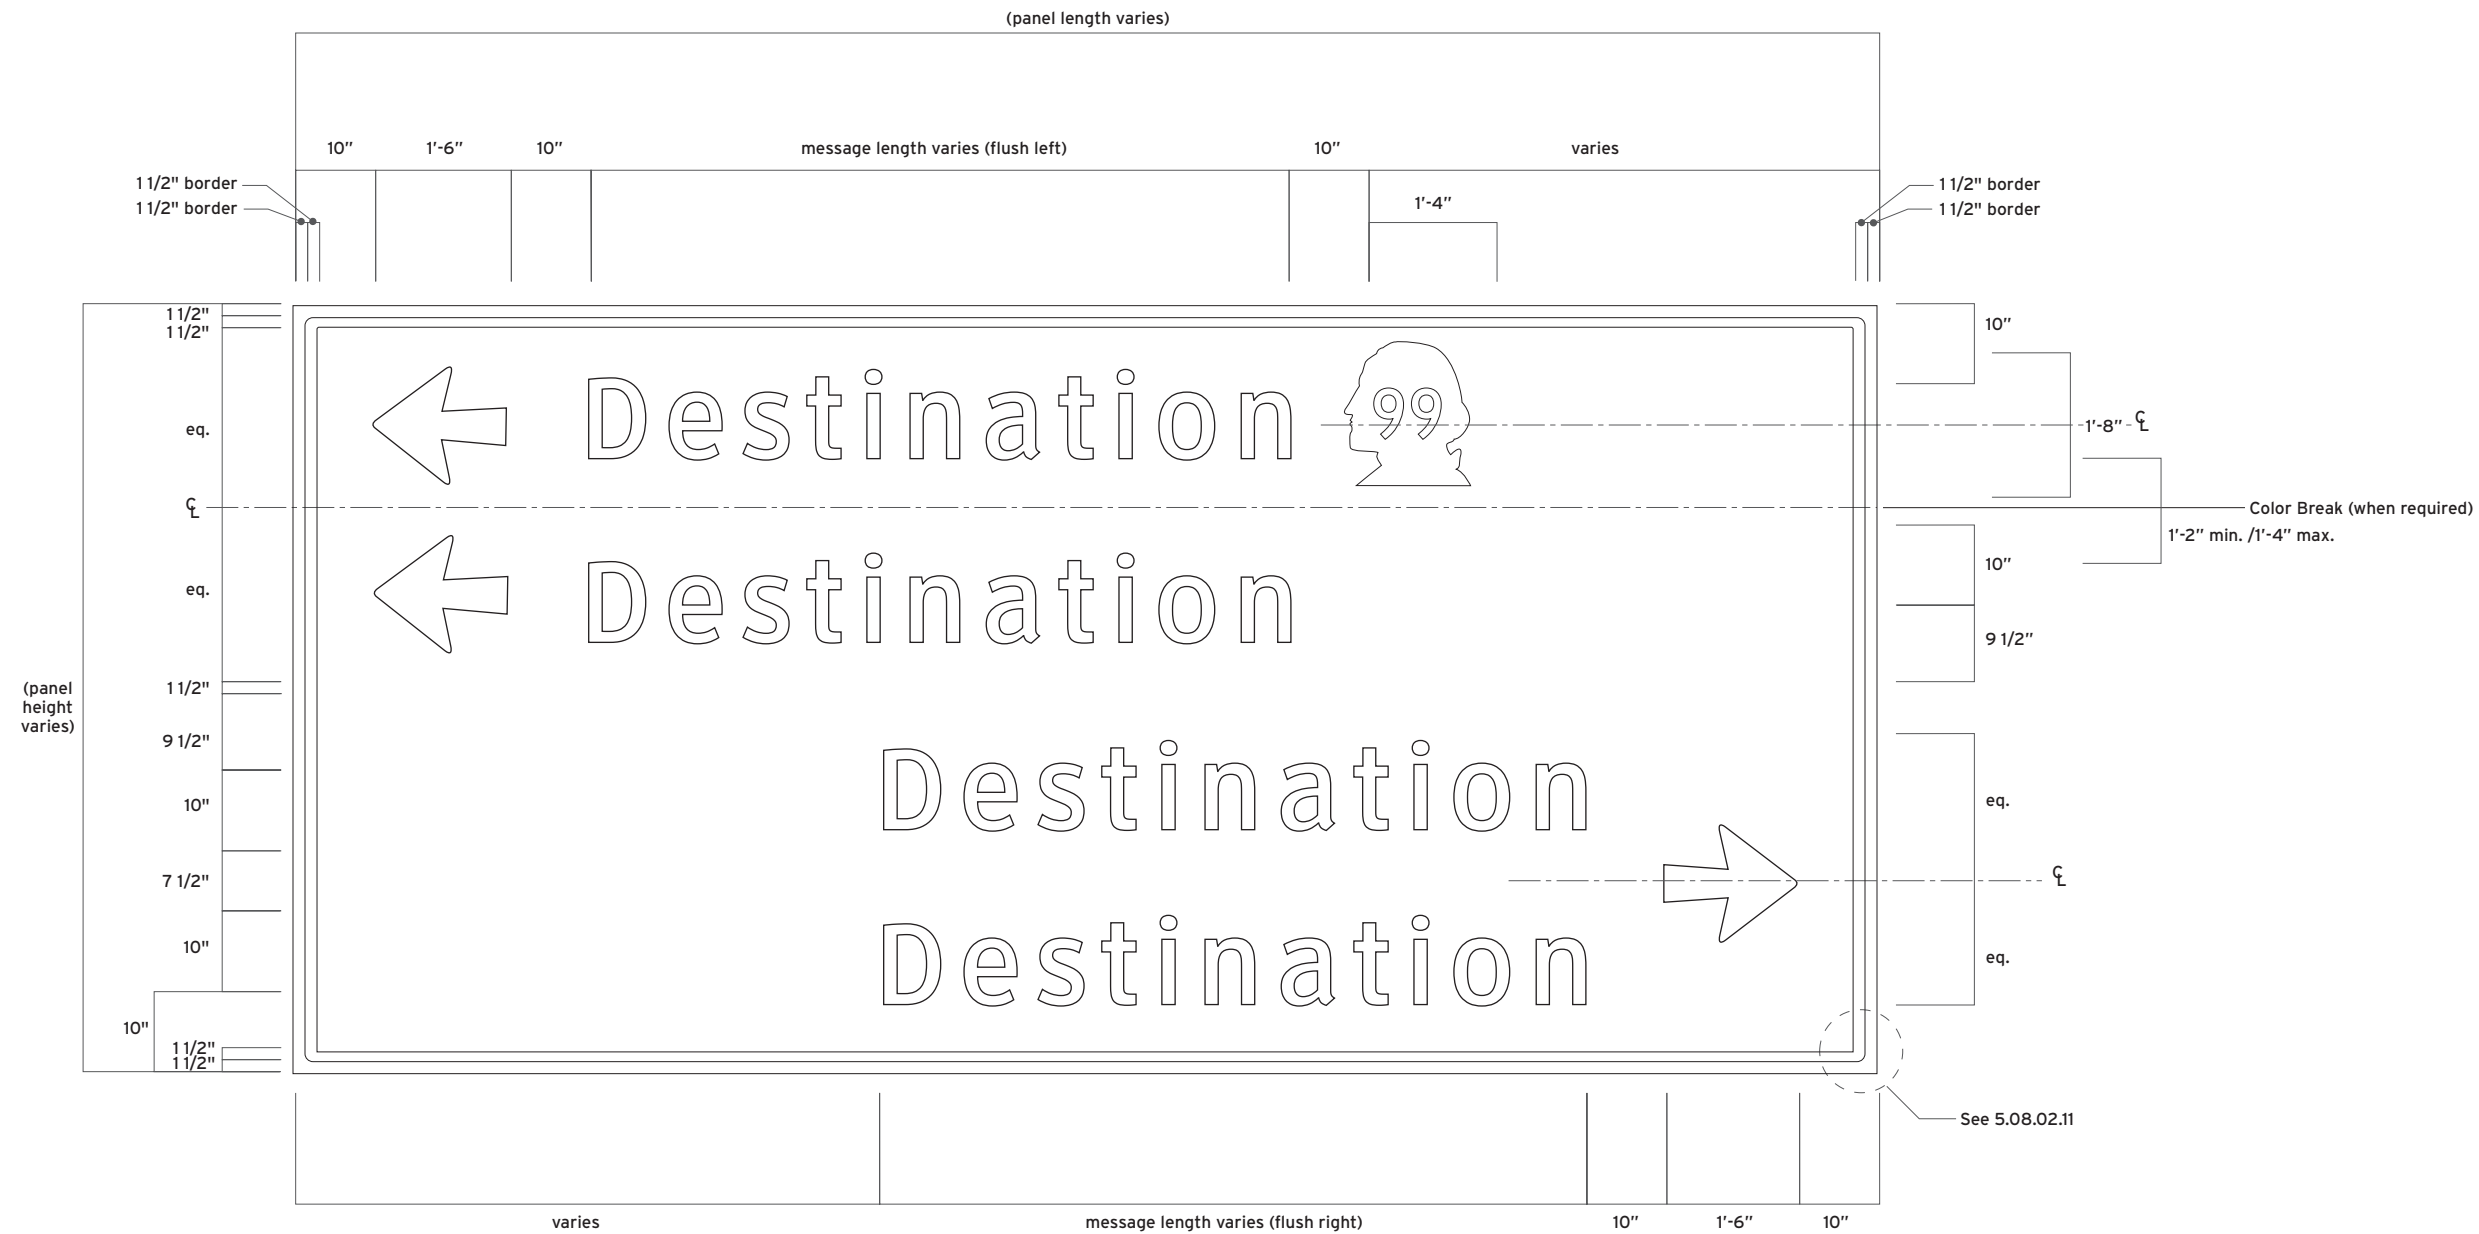 (panel length varies)
10” 1’-6” 10” message length varies (flush left) 10” varies
1 1/2" border
1 1/2" border
1’-4”
1 1/2" border
1 1/2" border
1 1/2"
1 1/2"
10”
eq.
Destination 99
1’-8” ℄
℄
Color Break (when required)
1’-2” min. /1’-4” max.
eq.
Destination
10”
9 1/2”
(panel
height
varies)
1 1/2"
9 1/2"
10"
7 1/2"
10"
10"
1 1/2"
1 1/2"
Destination
eq.
℄
Destination
eq.
See 5.08.02.11
varies message length varies (flush right) 10” 1’-6” 10”